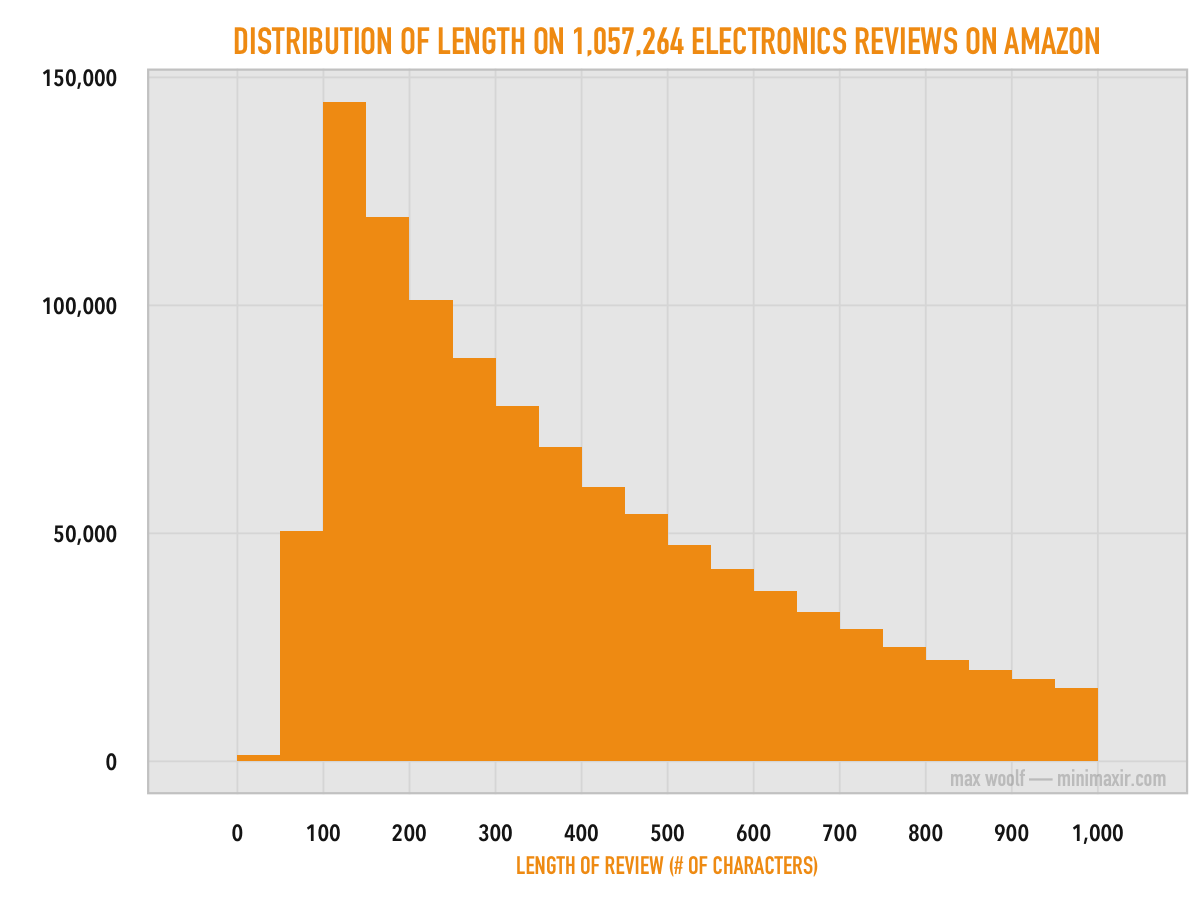 DISTRIBUTION OF LENGTH ON 1,057,264 ELECTRONICS REVIEWS ON AMAZON
150,000
100,000
50,000
0
max woolf — minimaxir.com
0 100 200 300 400 500 600 700 800 900 1,000
LENGTH OF REVIEW (# OF CHARACTERS)